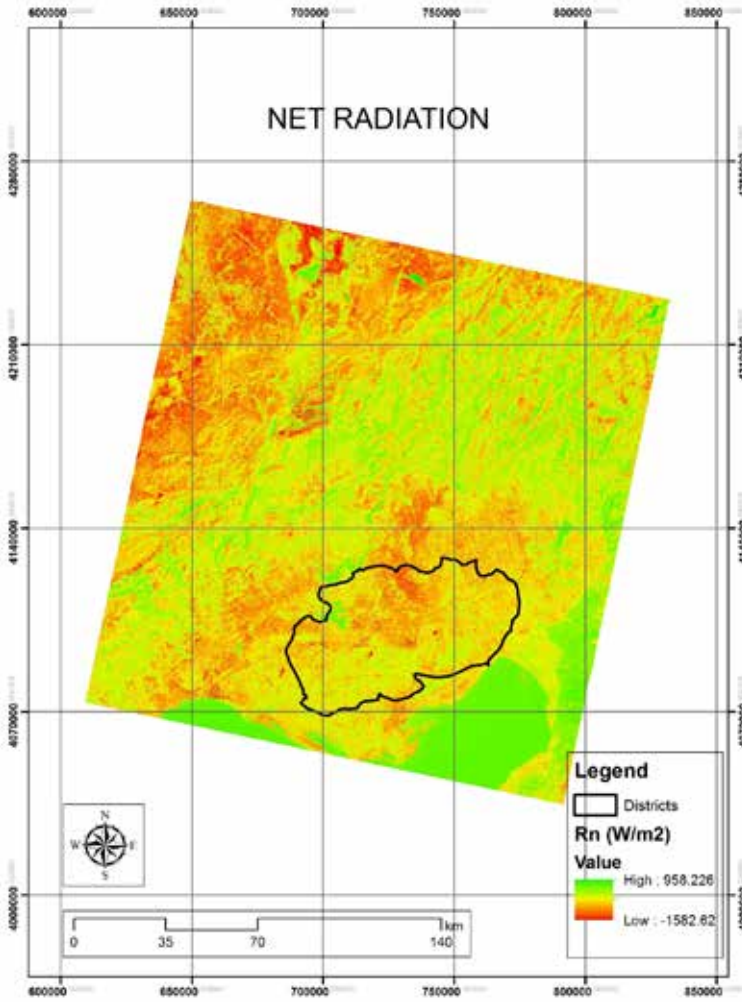 600000 650000 700000 750000 800000 850000
NET RADIATION
4280000
4210000
4140000
4070000
4000000
N
W E
S
0 35 70 140 km
Legend
Districts
Rn (W/m2)
Value
High : 958.226
Low : -1582.62
600000 650000 700000 750000 800000 850000